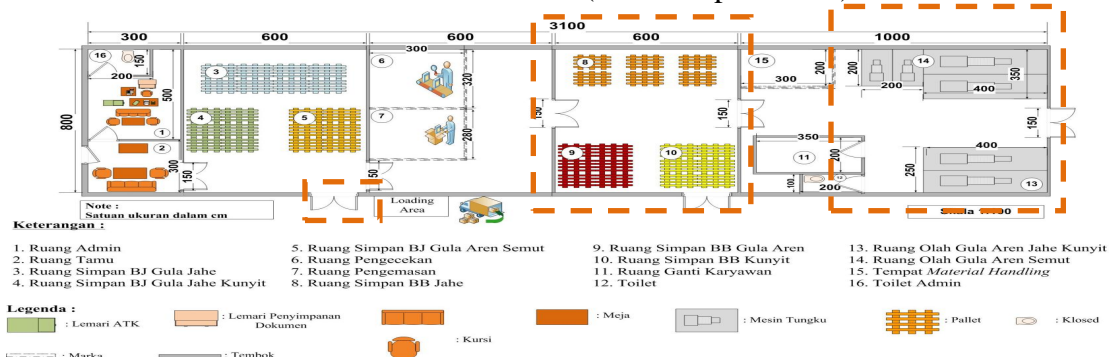 3100
300 600 600 600 1000
16
150
200
500
800
1
2
300
150
3
4
5
300
6
320
7
280
50
8
150
9
10
150
15
300
200
200
200
14
350
400
150
350
11
200
100
12
200
400
250
13
Note :
Satuan ukuran dalam cm
Loading
Area
Keterangan :
1. Ruang Admin
2. Ruang Tamu
3. Ruang Simpan BJ Gula Jahe
4. Ruang Simpan BJ Gula Jahe Kunyit
5. Ruang Simpan BJ Gula Aren Semut
6. Ruang Pengecekan
7. Ruang Pengemasan
8. Ruang Simpan BB Jahe
9. Ruang Simpan BB Gula Aren
10. Ruang Simpan BB Kunyit
11. Ruang Ganti Karyawan
12. Toilet
13. Ruang Olah Gula Aren Jahe Kunyit
14. Ruang Olah Gula Aren Semut
15. Tempat Material Handling
16. Toilet Admin
Legenda :
: Lemari ATK
: Lemari Penyimpanan
Dokumen
: Kursi
: Meja
: Mesin Tungku
: Pallet
: Klosed
: Marka
: Tembok